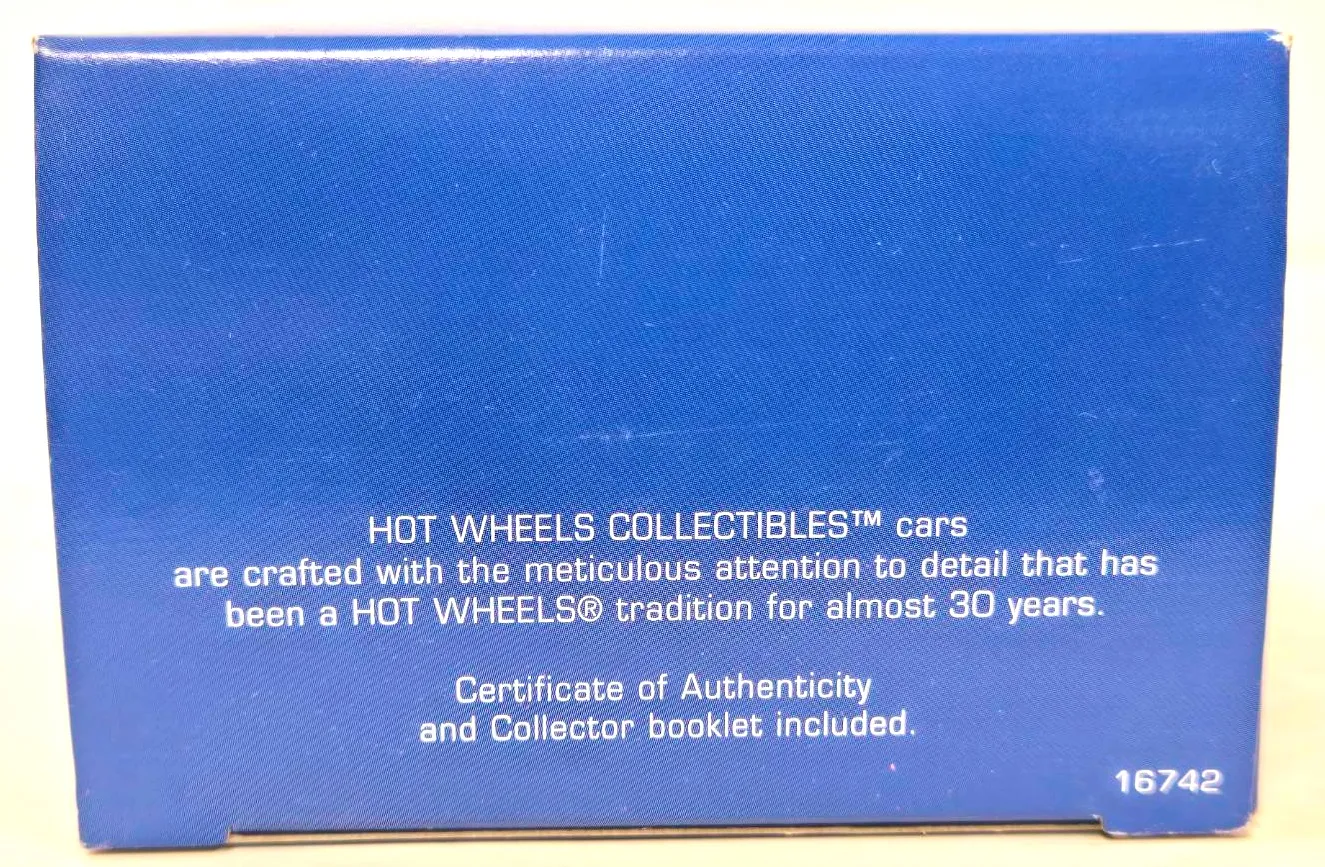 HOT WHEELS COLLECTIBLES™ cars
are crafted with the meticulous attention to detail that has
been a HOT WHEELS® tradition for almost 30 years.
Certificate of Authenticity
and Collector booklet included.
16742